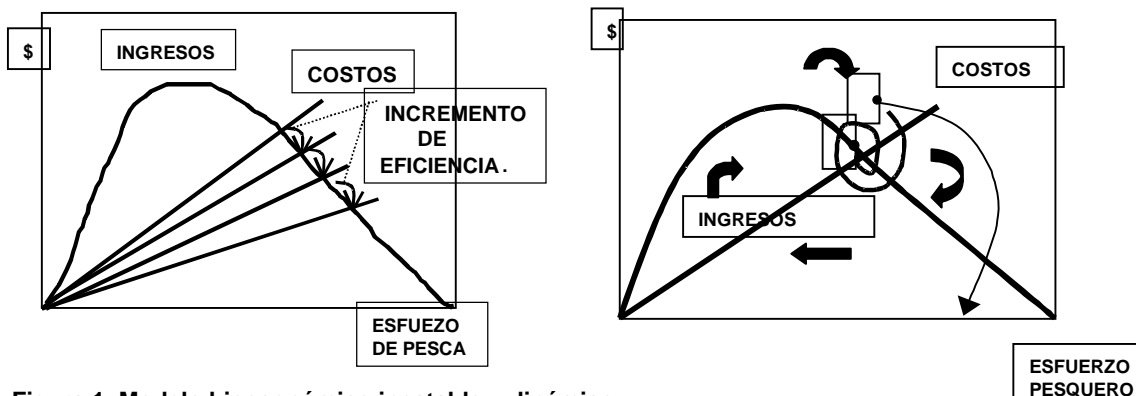 $
INGRESOS
COSTOS
INCREMENTO
DE
EFICIENCIA.
ESFUEZO
DE PESCA
$
COSTOS
INGRESOS
ESFUERZO
PESQUERO